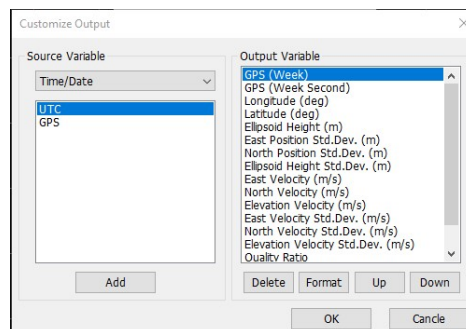 Customize Output
Source Variable
Time/Date
UTC
GPS
Add
Output Variable
GPS (Week)
GPS (Week Second)
Longitude (deg)
Latitude (deg)
Ellipsoid Height (m)
East Position Std.Dev. (m)
North Position Std.Dev. (m)
Ellipsoid Height Std.Dev. (m)
East Velocity (m/s)
North Velocity (m/s)
Elevation Velocity (m/s)
East Velocity Std.Dev. (m/s)
North Velocity Std.Dev. (m/s)
Elevation Velocity Std.Dev. (m/s)
Quality Ratio
Delete Format Up Down
OK Cancle